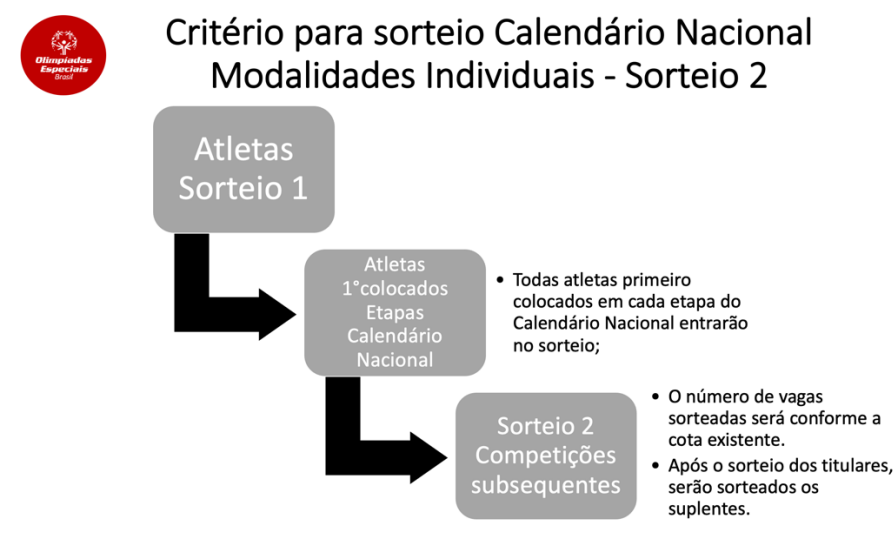 Olimpíadas
Especiais
Brasil
Critério para sorteio Calendário Nacional
Modalidades Individuais - Sorteio 2
Atletas
Sorteio 1
Atletas
1°colocados
Etapas
Calendário
Nacional
• Todas atletas primeiro
colocados em cada etapa do
Calendário Nacional entrarão
no sorteio;
Sorteio 2
Competições
subsequentes
• O número de vagas
sorteadas será conforme a
cota existente.
• Após o sorteio dos titulares,
serão sorteados os
suplentes.